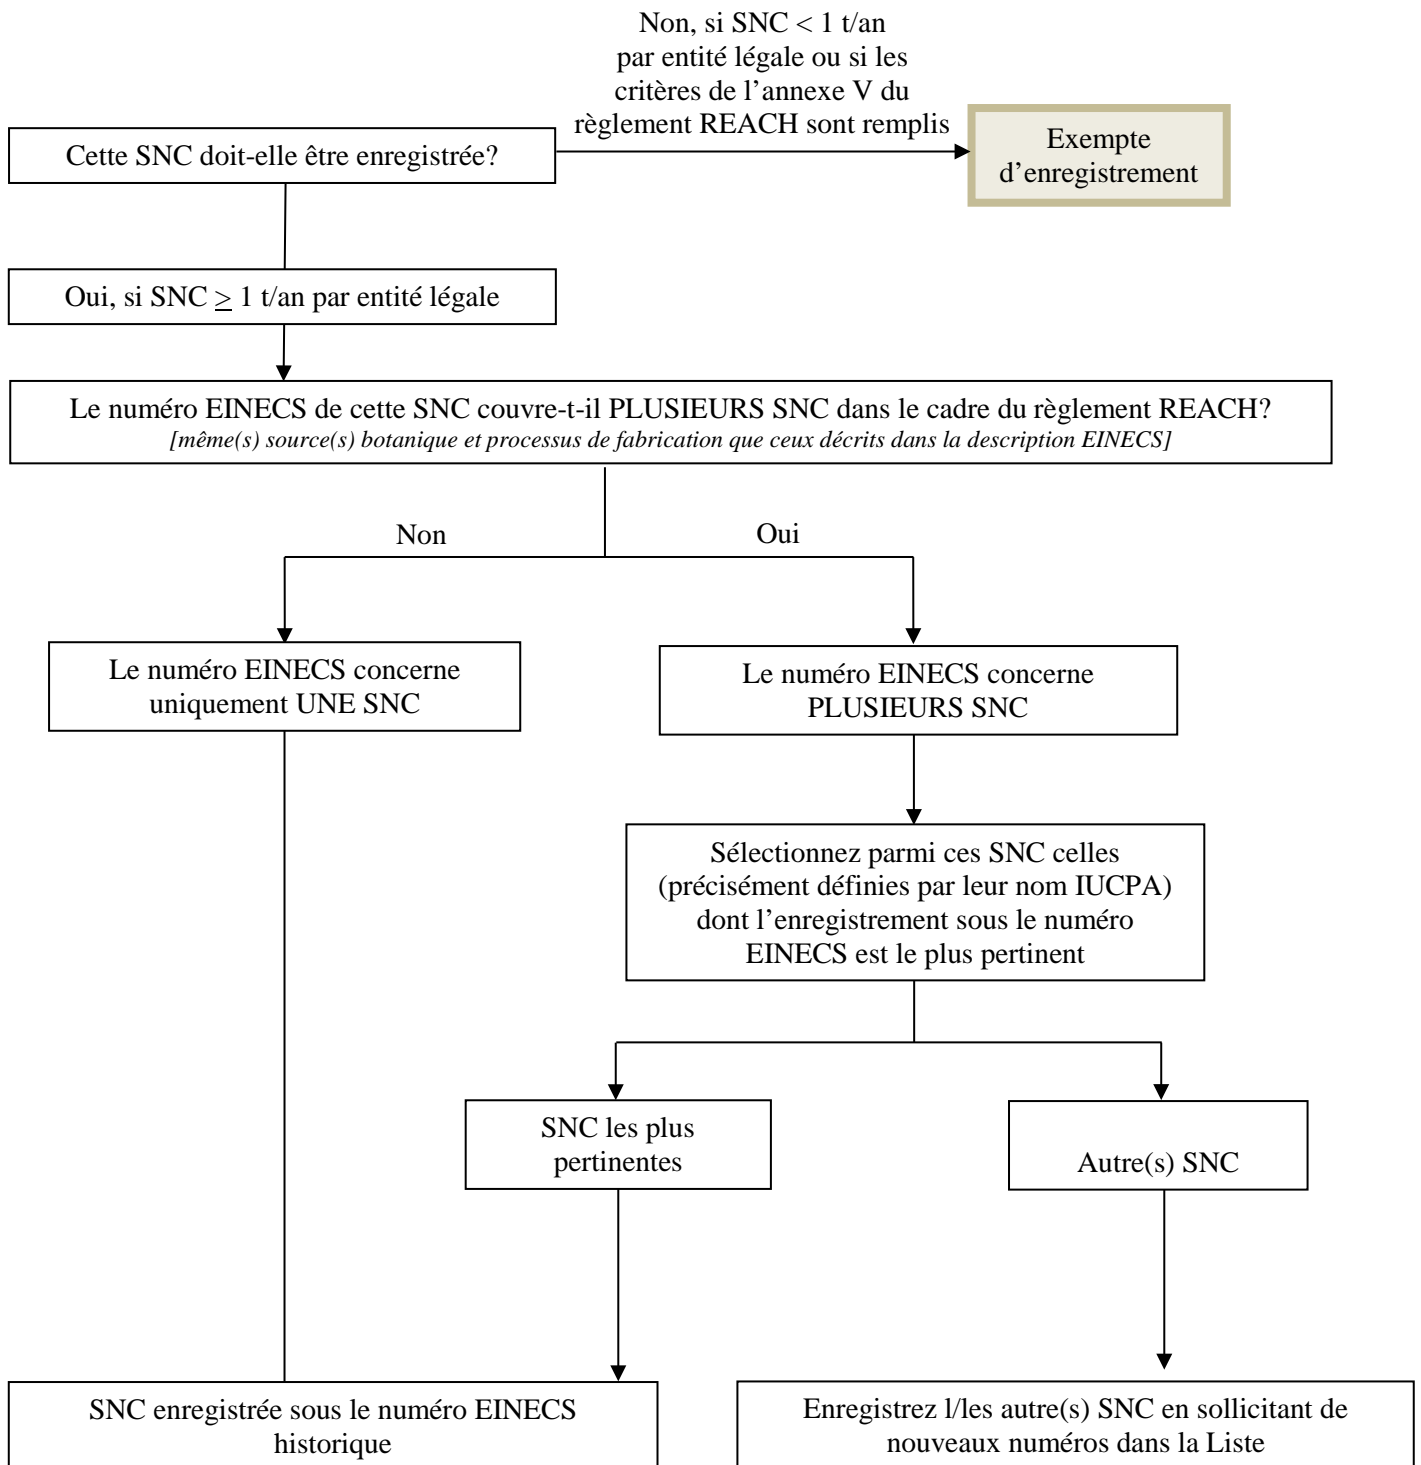 Non, si SNC < 1 t/an
par entité légale ou si les
critères de l’annexe V du
règlement REACH sont remplis
Cette SNC doit-elle être enregistrée?
Exempte
d’enregistrement
Oui, si SNC ≥ 1 t/an par entité légale
Le numéro EINECS de cette SNC couvre-t-il PLUSIEURS SNC dans le cadre du règlement REACH?
[même(s) source(s) botanique et processus de fabrication que ceux décrits dans la description EINECS]
Non
Oui
Le numéro EINECS concerne
uniquement UNE SNC
Le numéro EINECS concerne
PLUSIEURS SNC
Sélectionnez parmi ces SNC celles
(précisément définies par leur nom IUCPA)
dont l’enregistrement sous le numéro
EINECS est le plus pertinent
SNC les plus
pertinentes
Autre(s) SNC
SNC enregistrée sous le numéro EINECS
historique
Enregistrez l/les autre(s) SNC en sollicitant de
nouveaux numéros dans la Liste